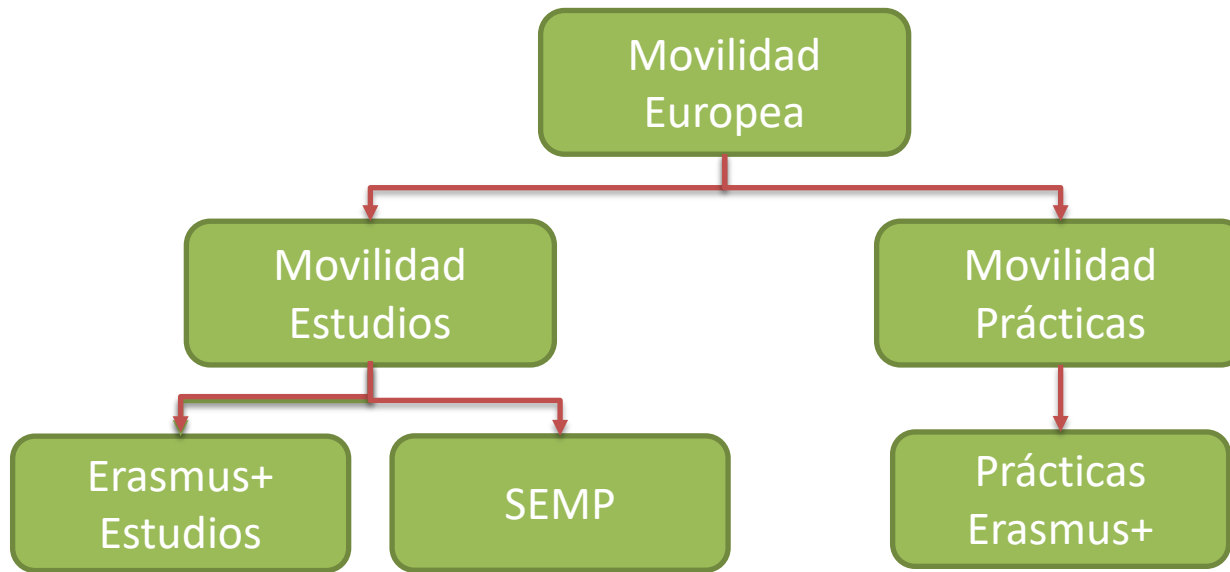 Movilidad
Europea
Movilidad
Estudios
Movilidad
Prácticas
Erasmus+
Estudios
SEMP
Prácticas
Erasmus+